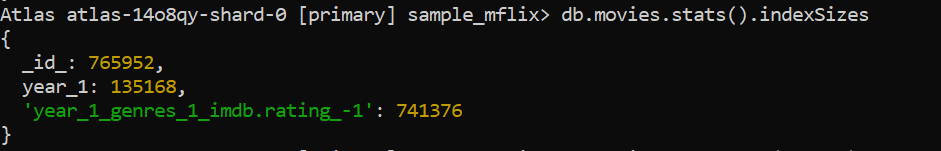 Atlas atlas-14o8qy-shard-0 [primary] sample_mflix> db.movies.stats().indexSizes
{
  _id_: 765952,
  year_1: 135168,
  'year_1_genres_1_imdb.rating_-1': 741376
}